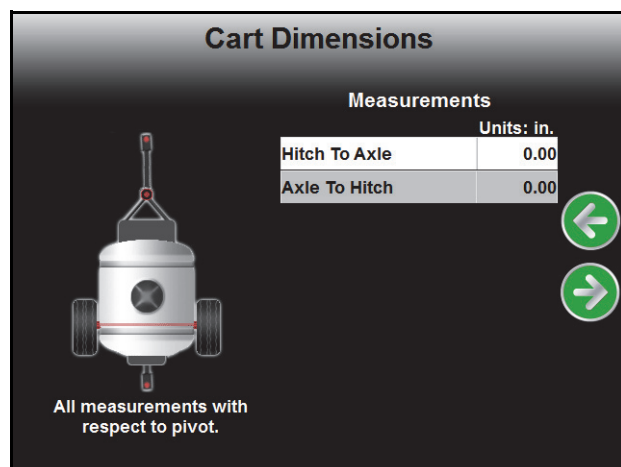 Cart Dimensions
Measurements
Units: in.
Hitch To Axle 0.00
Axle To Hitch 0.00
All measurements with
respect to pivot.